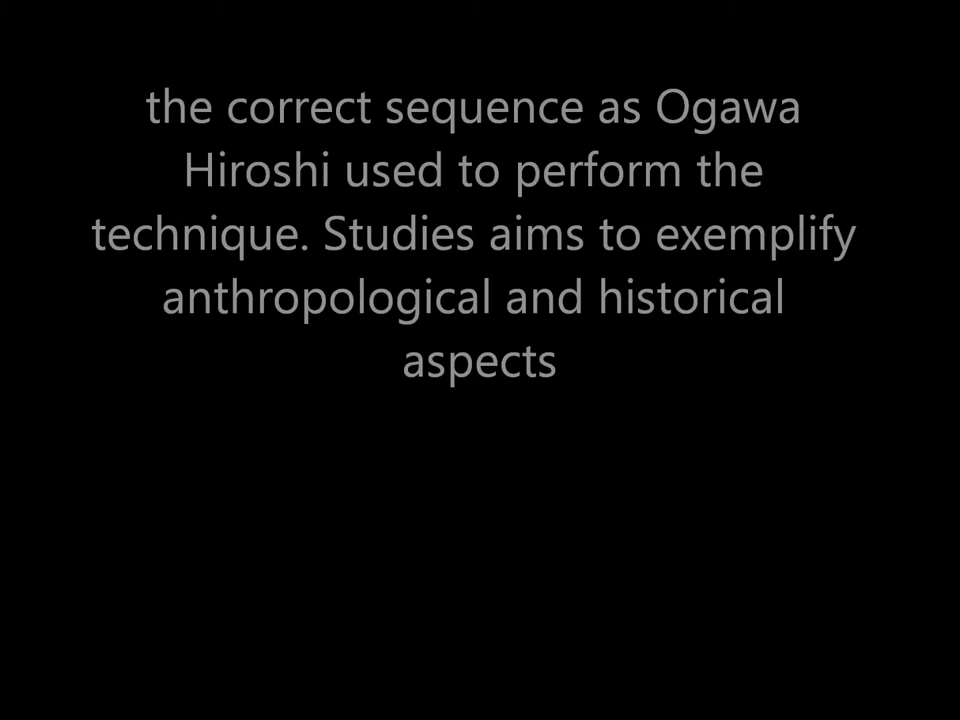 the correct sequence as Ogawa
Hiroshi used to perform the
technique. Studies aims to exemplify
anthropological and historical
aspects